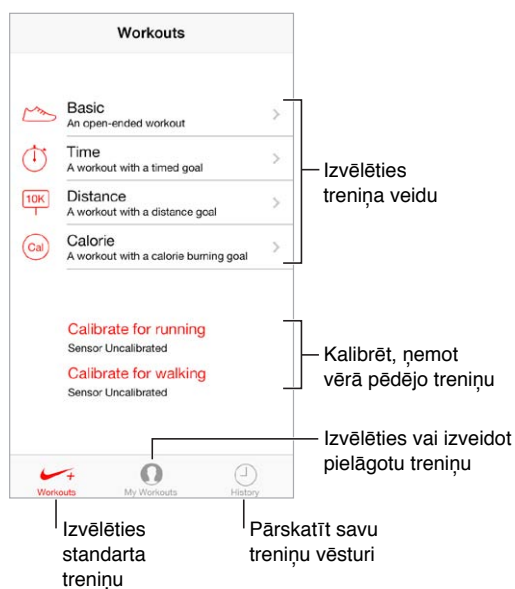 Workouts
Basic
An open-ended workout
Time
A workout with a timed goal
10K
Distance
A workout with a distance goal
Cal
Calorie
A workout with a calorie burning goal
Izvēlēties
treniņa veidu
Calibrate for running
Sensor Uncalibrated
Calibrate for walking
Sensor Uncalibrated
Kalibrēt, ņemot
vērā pēdējo treniņu
Izvēlēties vai izveidot
pielāgotu treniņu
Workouts
My Workouts
History
Izvēlēties
standarta
treniņu
Pārskatīt savu
treniņu vēsturi